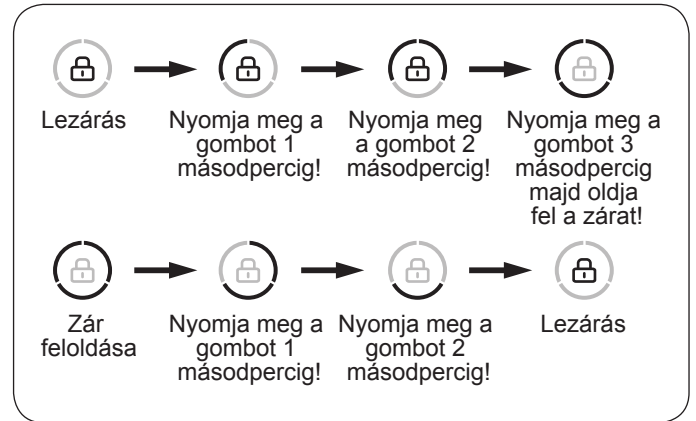 Lezárás
Nyomja meg a
gombot 1
másodpercig!
Nyomja meg
a gombot 2
másodpercig!
Nyomja meg a
gombot 3
másodpercig
majd oldja
fel a zárat!
Zár
feloldása
Nyomja meg a
gombot 1
másodpercig!
Nyomja meg a
gombot 2
másodpercig!
Lezárás